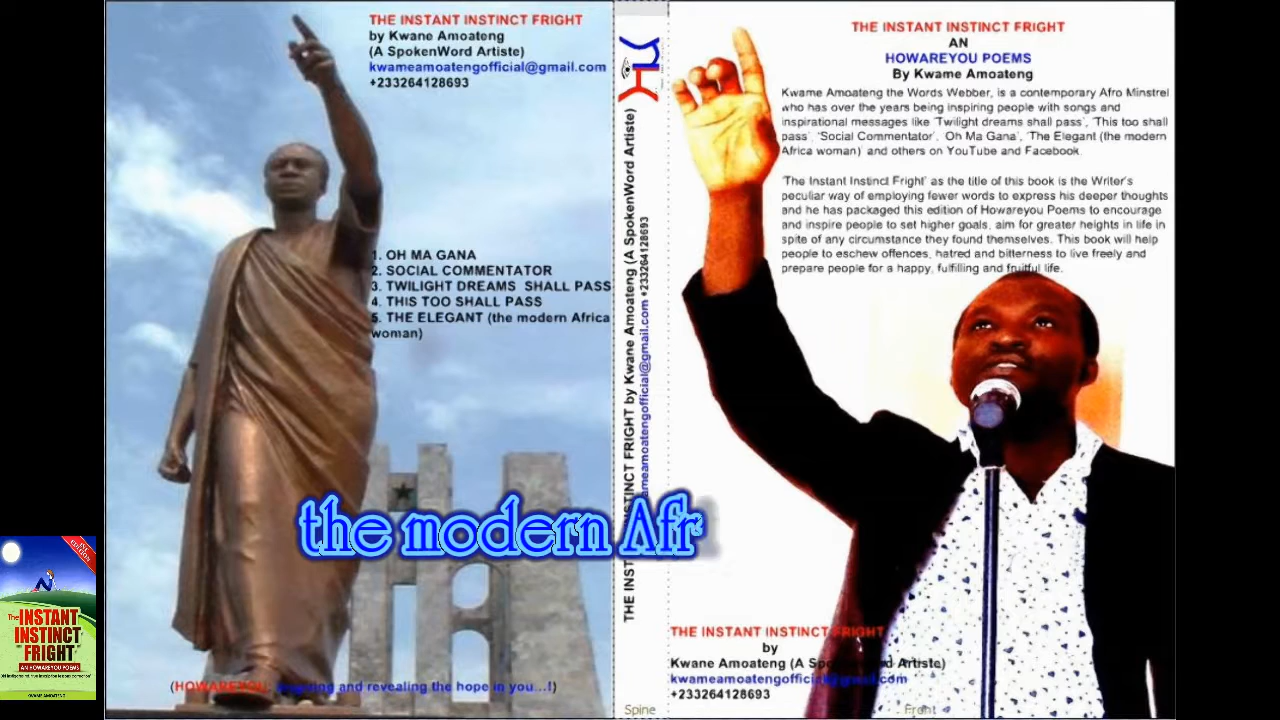 THE INSTANT INSTINCT FRIGHT
by Kwane Amoateng
(A SpokenWord Artiste)
kwameamoatengofficial@gmail.com
+233264128693
1. OH MA GANA
2. SOCIAL COMMENTATOR
3. TWILIGHT DREAMS SHALL PASS
4. THIS TOO SHALL PASS
5. THE ELEGANT (the modern Africa
woman)
(HOWAREYOU: inspiring and revealing the hope in you...!)
THE INSTANT INSTINCT FRIGHT by Kwane Amoateng (A SpokenWord Artiste)
kwameamoatengofficial@gmail.com +233264128693
Spine
THE INSTANT INSTINCT FRIGHT
AN
HOWAREYOU POEMS
By Kwame Amoateng
Kwame Amoateng the Words Webber, is a contemporary Afro Minstrel
who has over the years being inspiring people with songs and
inspirational messages like 'Twilight dreams shall pass', 'This too shall
pass', 'Social Commentator', 'Oh Ma Gana', 'The Elegant (the modern
Africa woman) and others on YouTube and Facebook.
'The Instant Instinct Fright' as the title of this book is the Writer's
peculiar way of employing fewer words to express his deeper thoughts
and he has packaged this edition of Howareyou Poems to encourage
and inspire people to set higher goals, aim for greater heights in life in
spite of any circumstance they found themselves. This book will help
people to eschew offences, hatred and bitterness to live freely and
prepare people for a happy, fulfilling and fruitful life.
THE INSTANT INSTINCT FRIGHT
by
Kwane Amoateng (A SpokenWord Artiste)
kwameamoatengofficial@gmail.com
+233264128693
Front
the modern Afr
The INSTANT
INSTINCT
FRIGHT
AN HOWAREYOU POEMS
KWAME AMOATENG